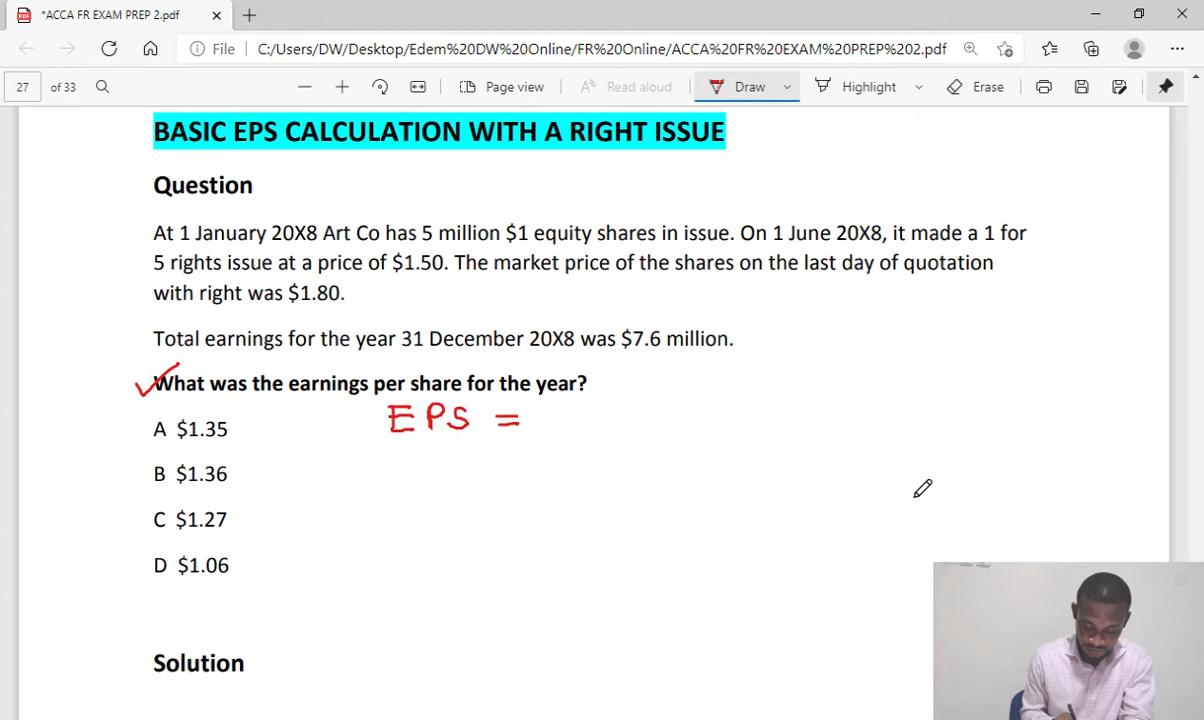 *ACCA FR EXAM PREP 2.pdf
File C:/Users/DW/Desktop/Edem%20DW%20Online/FR%20Online/ACCA%20FR%20EXAM%20PREP%202.pdf
27 of 33 Page view Read aloud Draw Highlight Erase
BASIC EPS CALCULATION WITH A RIGHT ISSUE
Question
At 1 January 20X8 Art Co has 5 million $1 equity shares in issue. On 1 June 20X8, it made a 1 for
5 rights issue at a price of $1.50. The market price of the shares on the last day of quotation
with right was $1.80.
Total earnings for the year 31 December 20X8 was $7.6 million.
What was the earnings per share for the year?
EPS =
A $1.35
B $1.36
C $1.27
D $1.06
Solution